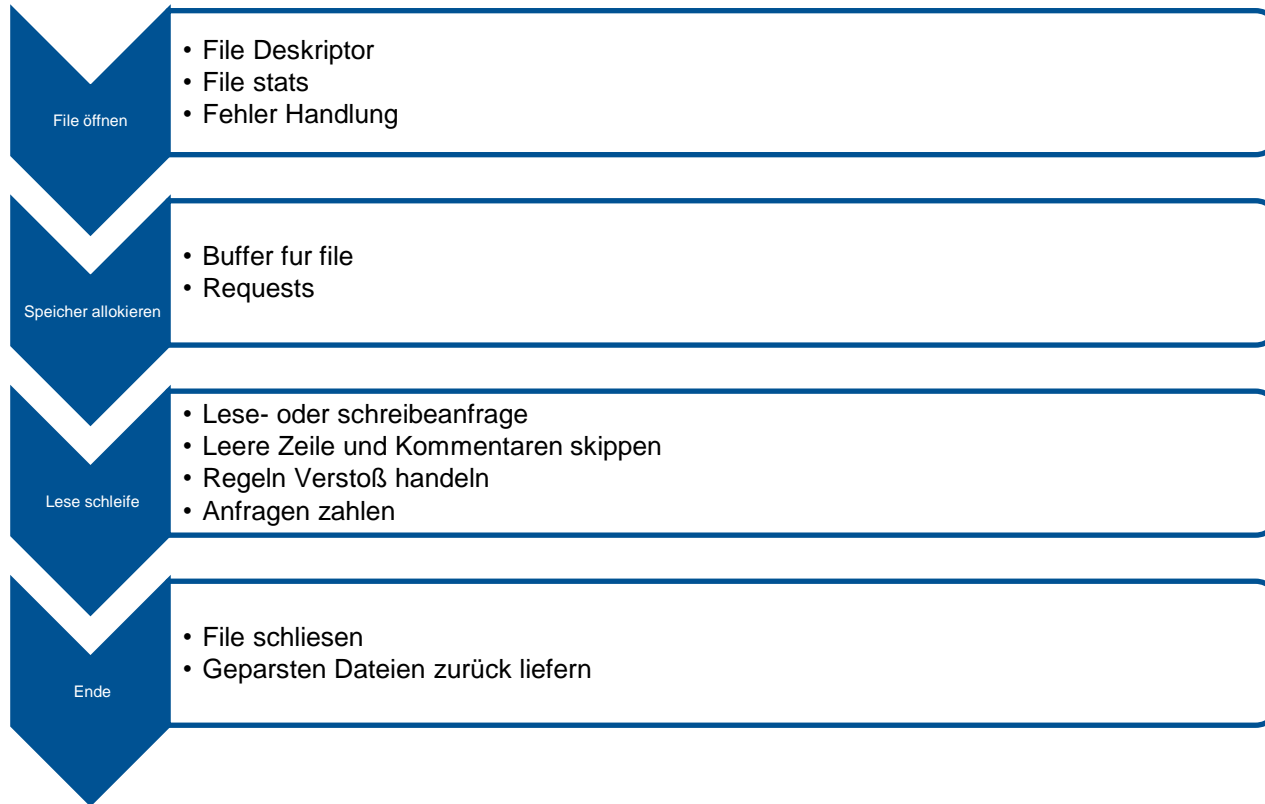 File öffnen
• File Deskriptor
• File stats
• Fehler Handlung
Speicher allokieren
• Buffer fur file
• Requests
Lese schleife
• Lese- oder schreibeanfrage
• Leere Zeile und Kommentaren skippen
• Regeln Verstoß handeln
• Anfragen zahlen
Ende
• File schliesen
• Geparsten Dateien zurück liefern